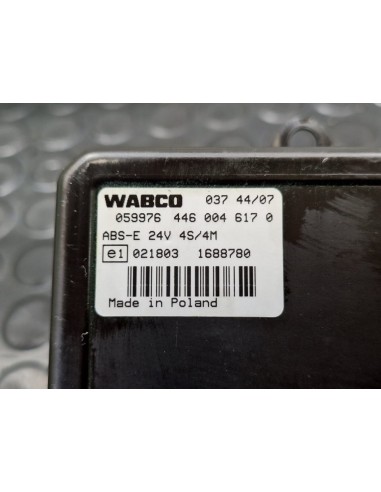 WABCO 037 44/07
059976 446 004 617 0
ABS-E 24V 4S/4M
e1 021803 1688780
Made in Poland